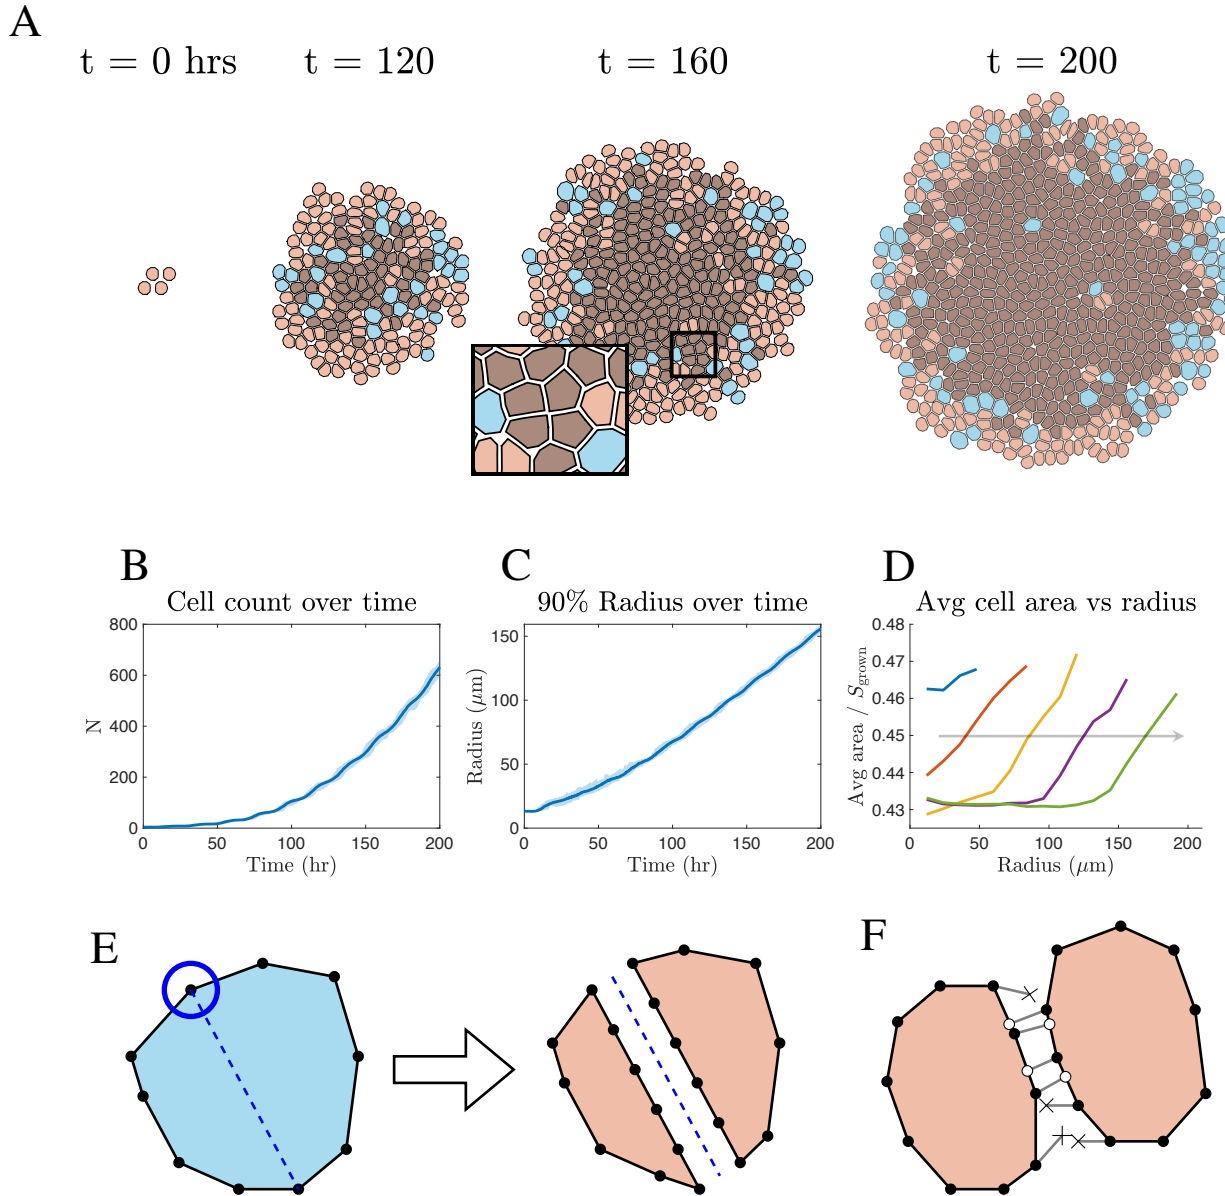 A
t = 0 hrs
t = 120
t = 160
t = 200
B
Cell count over time
800
600
400
200
0
N
0
50
100
150
200
Time (hr)
C
90% Radius over time
150
100
50
0
Radius (μm)
0
50
100
150
200
Time (hr)
D
Avg cell area vs radius
0.48
0.47
0.46
0.45
0.44
0.43
Avg area / Sgrown
0
50
100
150
200
Radius (μm)
E
F